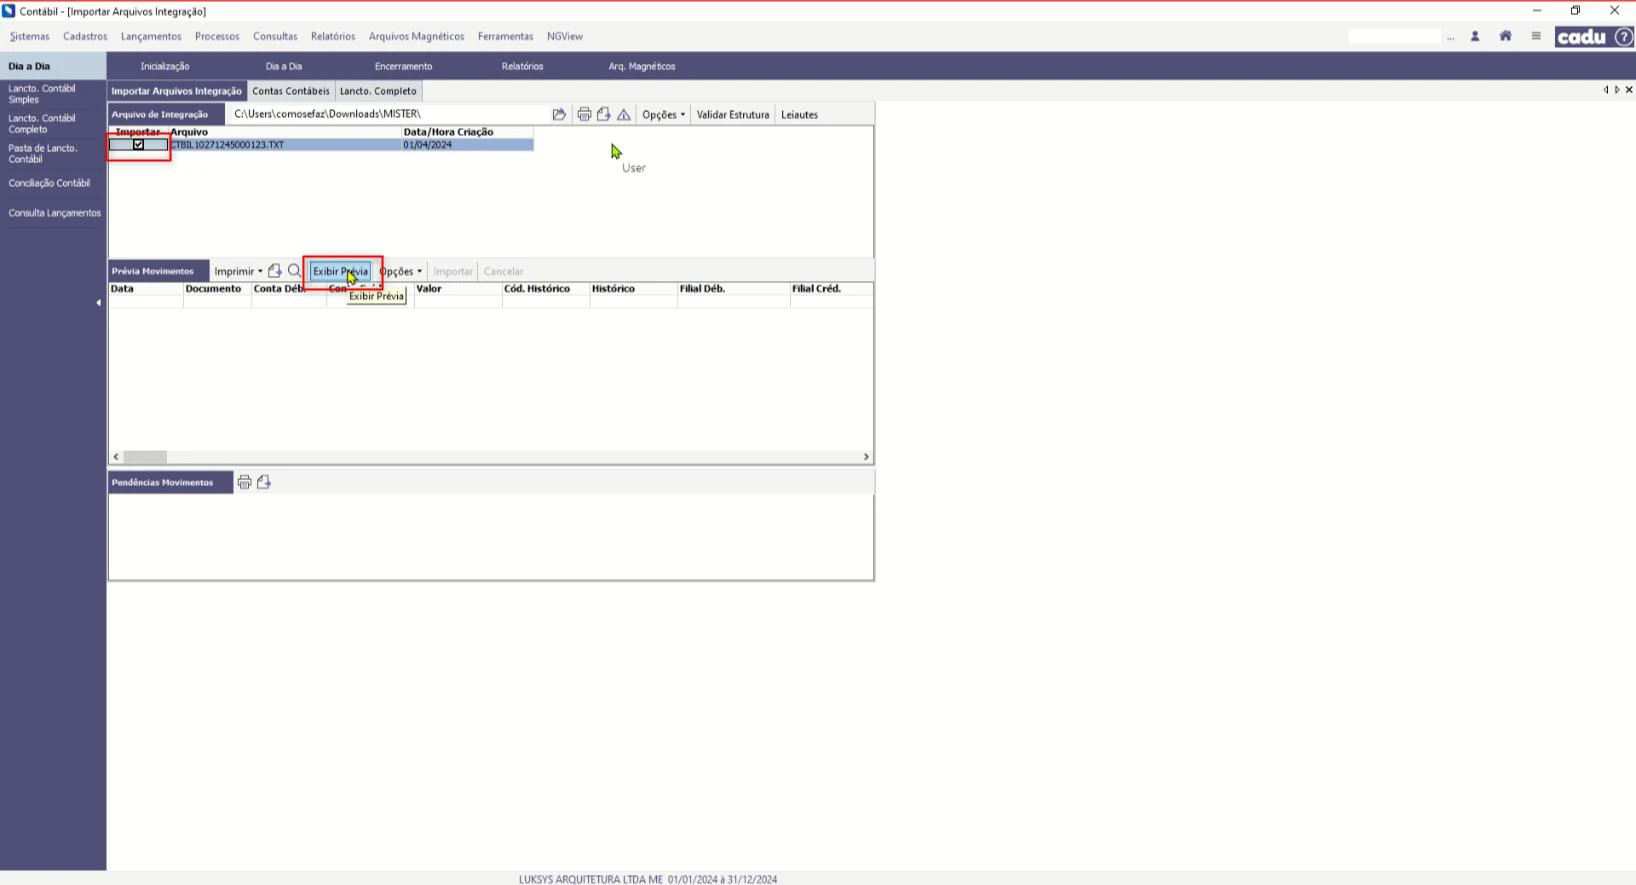 Contábil - [Importar Arquivos Integração]
Sistemas Cadastros Lançamentos Processos Consultas Relatórios Arquivos Magnéticos Ferramentas NGView ... cadu ?
Dia a Dia Inicialização Dia a Dia Encerramento Relatórios Arq. Magnéticos
Lancto. Contábil Simples
Lancto. Contábil Completo
Pasta de Lancto. Contábil
Conciliação Contábil
Consulta Lançamentos
Importar Arquivos Integração Contas Contábeis Lancto. Completo
Arquivo de Integração C:\Users\comosefaz\Downloads\MISTER\ Opções Validar Estrutura Leiautes
Importar Arquivo Data/Hora Criação
CTBIL10271245000123.TXT 01/04/2024
User
Prévia Movimentos Imprimir Exibir Prévia Opções Importar Cancelar
Data Documento Conta Déb. Valor Cód. Histórico Histórico Filial Déb. Filial Créd.
Exibir Prévia
Pendências Movimentos
LUKSYS ARQUITETURA LTDA ME 01/01/2024 à 31/12/2024